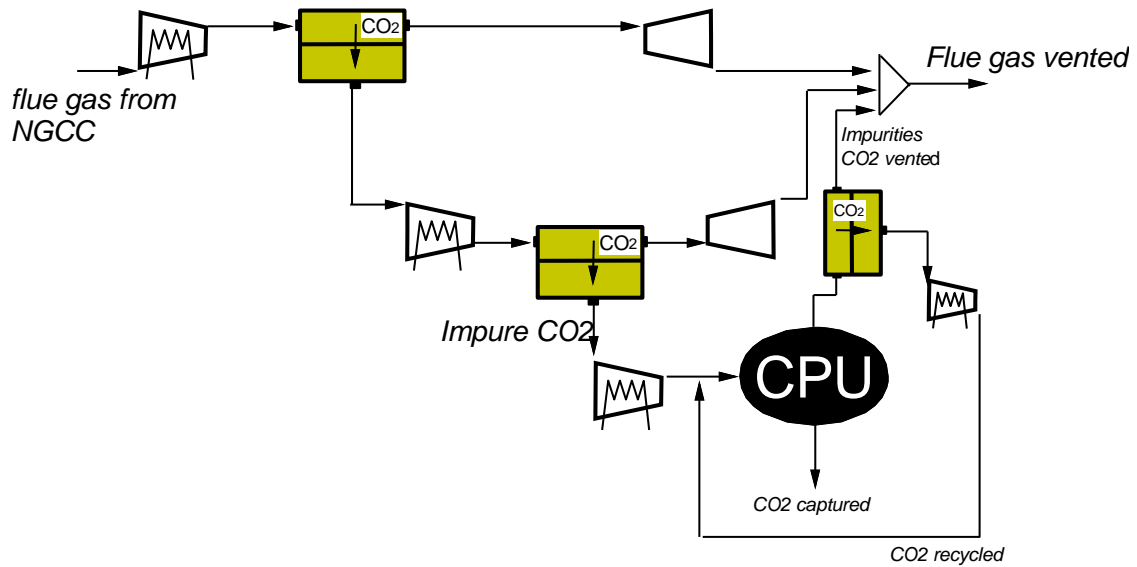 CO2
Flue gas vented
flue gas from
NGCC
Impurities
CO2 vented
CO2
CO2
Impure CO2
CPU
CO2 captured
CO2 recycled